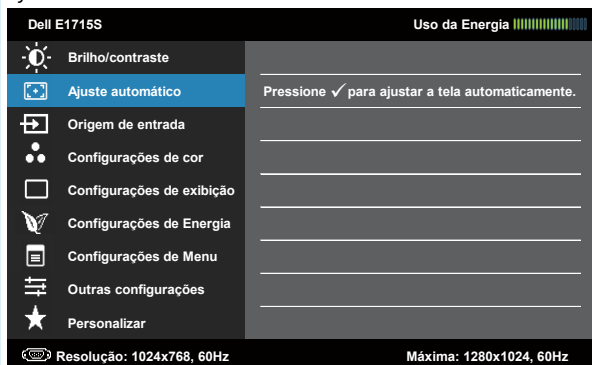 Dell E1715S
Uso da Energia
Brilho/contraste
Ajuste automático
Pressione ✓ para ajustar a tela automaticamente.
Origem de entrada
Configurações de cor
Configurações de exibição
Configurações de Energia
Configurações de Menu
Outras configurações
Personalizar
Resolução: 1024x768, 60Hz
Máxima: 1280x1024, 60Hz